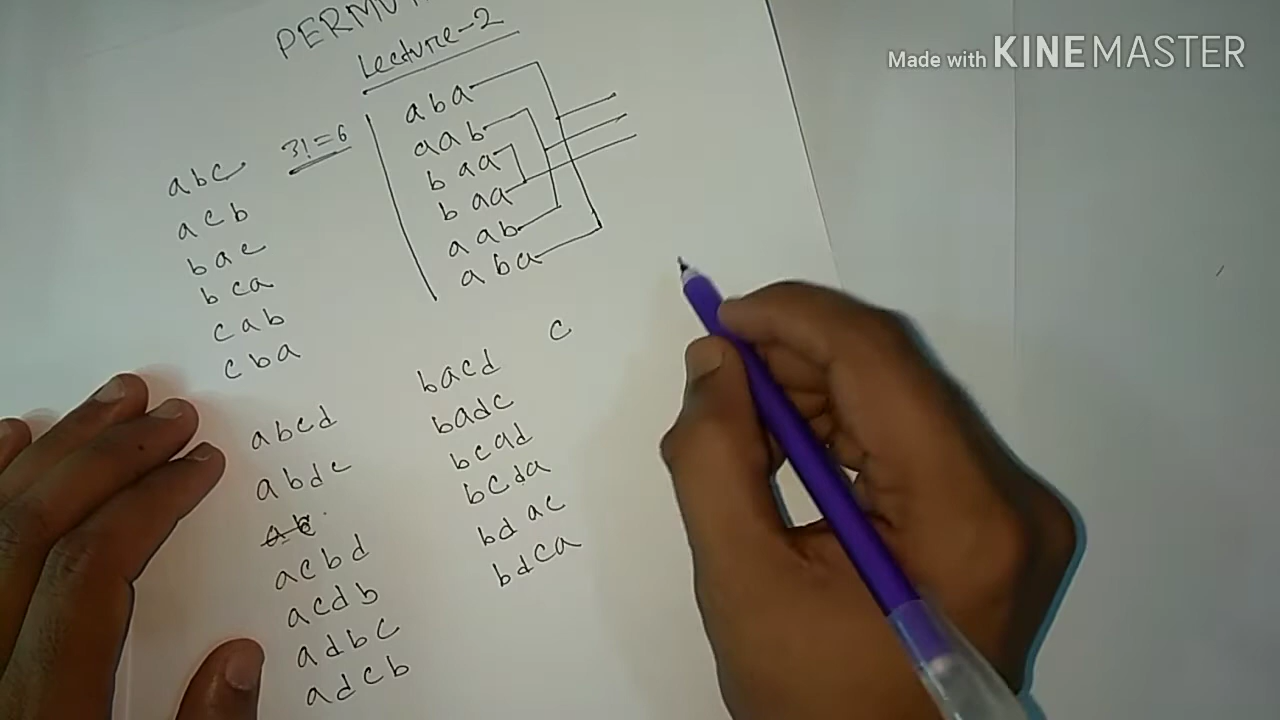 Made with KINEMASTER
Lecture-2
abc 3!=6
acb
bac
bca
cab
cba
aba
aab
baa
baa
aab
aba
abcd
abdc
acbd
acdb
adbc
adcb
bacd
badc
bcad
bcda
bdac
bdca
c